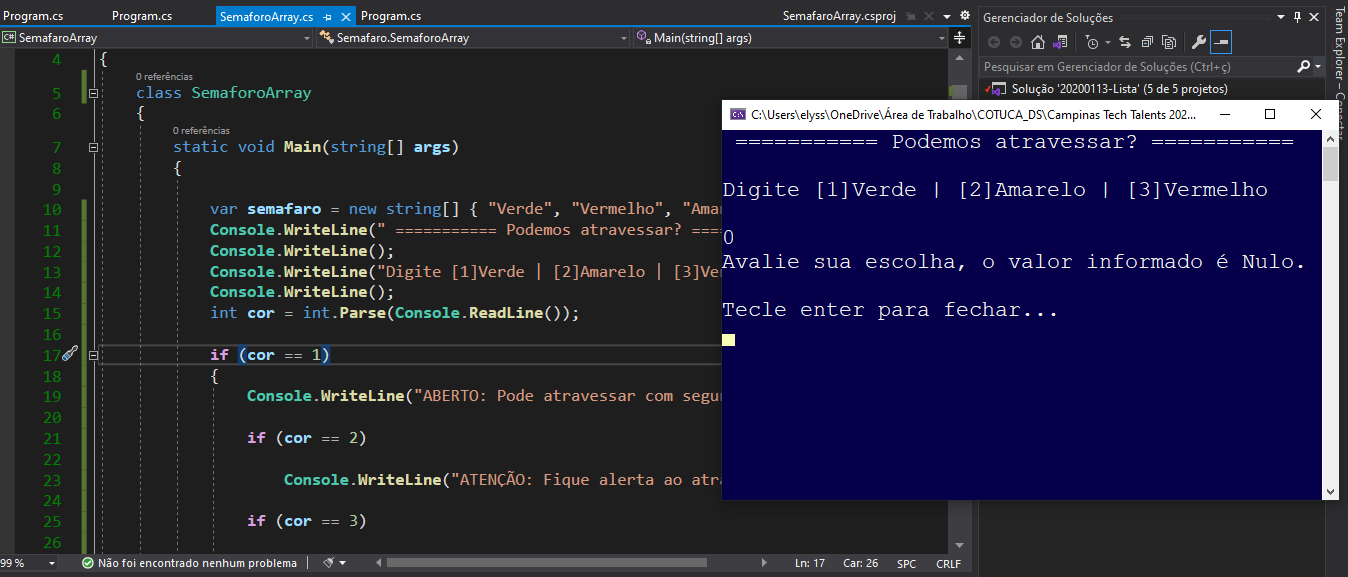 Program.cs Program.cs SemaforoArray.cs Program.cs SemafaroArray.csproj
C# SemafaroArray Semafaro.SemaforoArray Main(string[] args)
4 {
0 referências
5 class SemaforoArray
6 {
0 referências
7 static void Main(string[] args)
8 {
9
10 var semafaro = new string[] { "Verde", "Vermelho", "Amar
11 Console.WriteLine(" =========== Podemos atravessar? ===
12 Console.WriteLine();
13 Console.WriteLine("Digite [1]Verde | [2]Amarelo | [3]Ve
14 Console.WriteLine();
15 int cor = int.Parse(Console.ReadLine());
16
17 if (cor == 1)
18 {
19 Console.WriteLine("ABERTO: Pode atravessar com segu
20
21 if (cor == 2)
22
23 Console.WriteLine("ATENÇÃO: Fique alerta ao atra
24
25 if (cor == 3)
26
99 % Não foi encontrado nenhum problema Ln: 17 Car: 26 SPC CRLF
Gerenciador de Soluções
Pesquisar em Gerenciador de Soluções (Ctrl+ç)
Solução '20200113-Lista' (5 de 5 projetos)
C:\Users\elyss\OneDrive\Área de Trabalho\COTUCA_DS\Campinas Tech Talents 202...
=========== Podemos atravessar? ===========
Digite [1]Verde | [2]Amarelo | [3]Vermelho
0
Avalie sua escolha, o valor informado é Nulo.
Tecle enter para fechar...
Team Explorer –